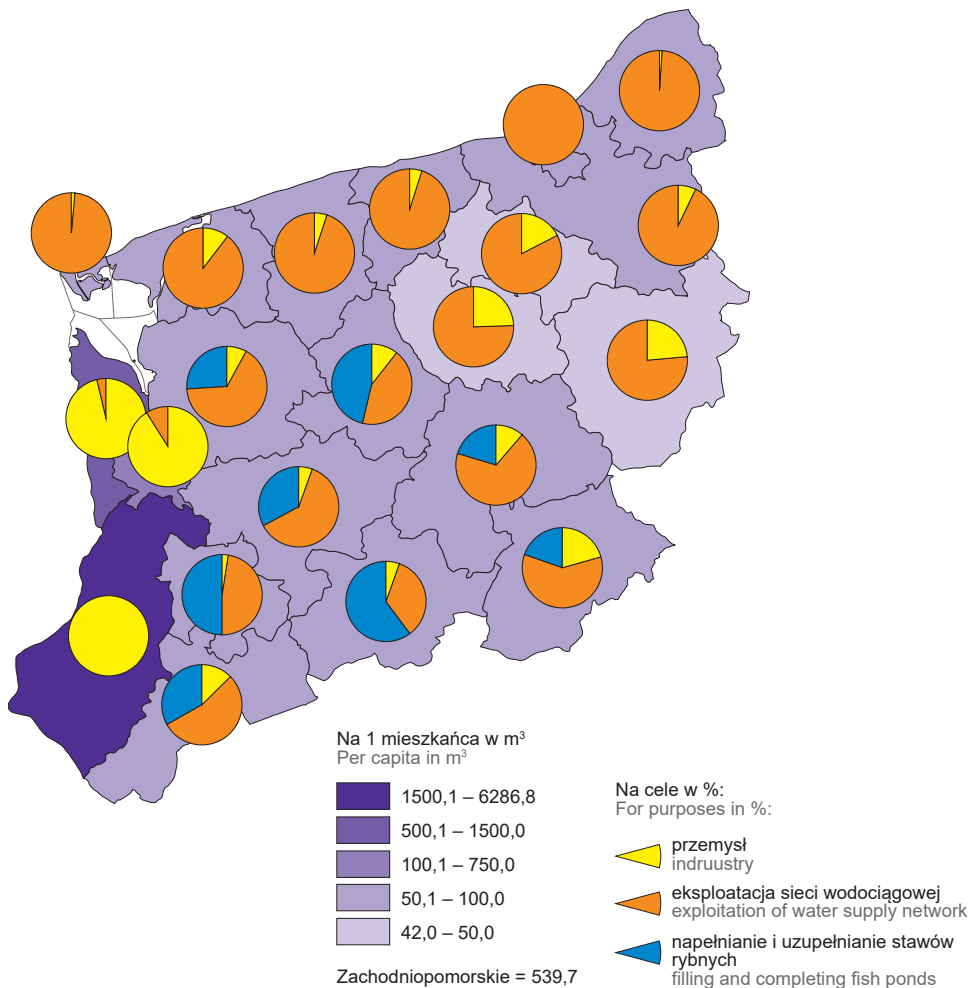 Na 1 mieszkańca w m³
Per capita in m³
1500,1 – 6286,8
500,1 – 1500,0
100,1 – 750,0
50,1 – 100,0
42,0 – 50,0
Zachodniopomorskie = 539,7
Na cele w %:
For purposes in %:
przemysł
indruustry
eksploatacja sieci wodociągowej
exploitation of water supply network
napełnianie i uzupełnianie stawów
rybnych
filling and completing fish ponds